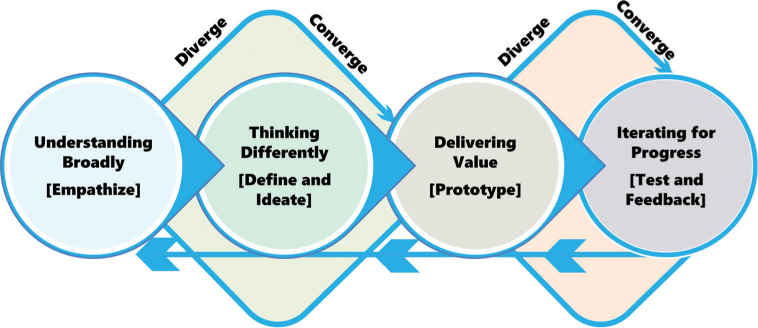 Diverge
Converge
Diverge
Converge
Understanding
Broadly
[Empathize]
Thinking
Differently
[Define and
Ideate]
Delivering
Value
[Prototype]
Iterating for
Progress
[Test and
Feedback]